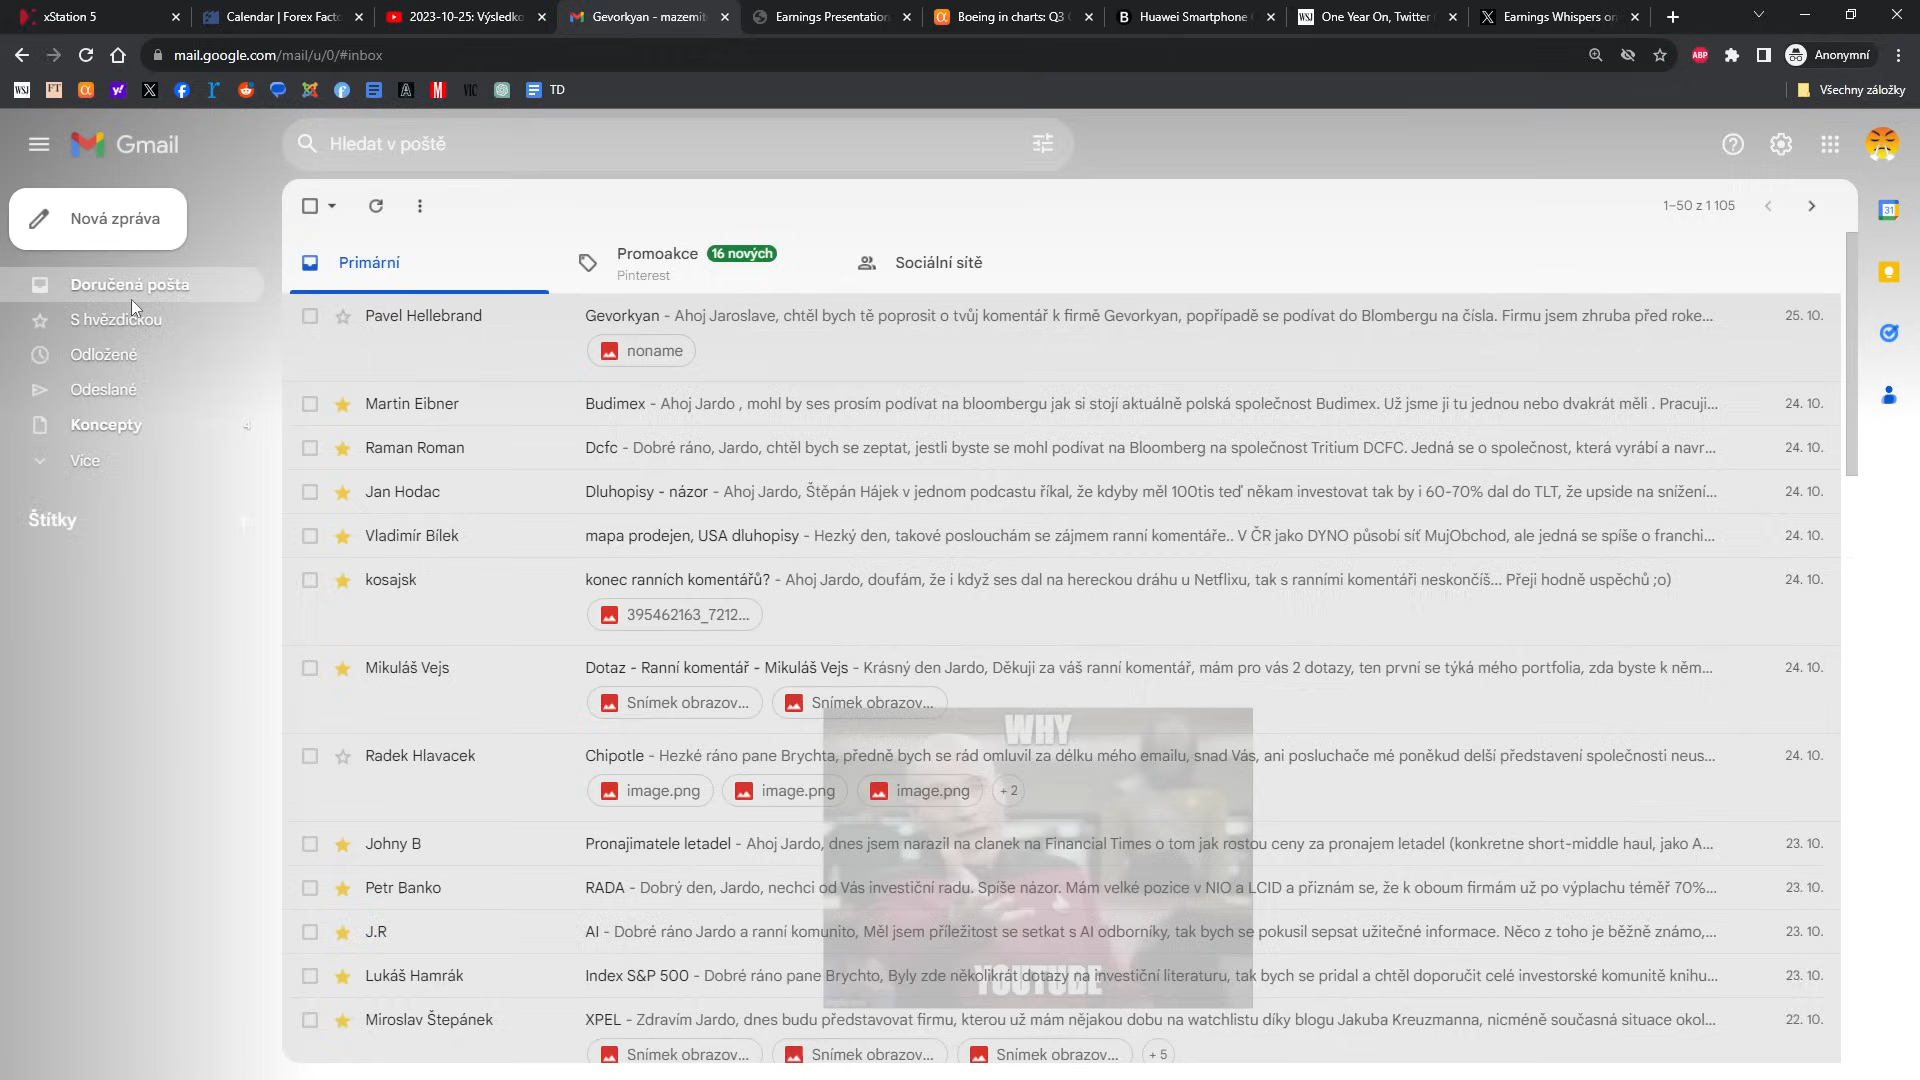 xStation 5
Calendar | Forex Facto
2023-10-25: Výsledko
Gevorkyan - mazemit
Earnings Presentation
Boeing in charts: Q3
Huawei Smartphone
One Year On, Twitter
Earnings Whispers on
mail.google.com/mail/u/0/#inbox
ABP
Anonymní
WSJ
FT
VIC
TD
Všechny záložky
Gmail
Hledat v poště
Nová zpráva
1–50 z 1 105
Primární
Promoakce 16 nových
Pinterest
Sociální sítě
Doručená pošta
S hvězdičkou
Odložené
Odeslané
Koncepty 4
Více
Štítky
Pavel Hellebrand Gevorkyan - Ahoj Jaroslave, chtěl bych tě poprosit o tvůj komentář k firmě Gevorkyan, popřípadě se podívat do Blombergu na čísla. Firmu jsem zhruba před roke... 25. 10.
noname
Martin Eibner Budimex - Ahoj Jardo , mohl by ses prosím podívat na bloombergu jak si stojí aktuálně polská společnost Budimex. Už jsme ji tu jednou nebo dvakrát měli . Pracuji... 24. 10.
Raman Roman Dcfc - Dobré ráno, Jardo, chtěl bych se zeptat, jestli byste se mohl podívat na Bloomberg na společnost Tritium DCFC. Jedná se o společnost, která vyrábí a navr... 24. 10.
Jan Hodac Dluhopisy - názor - Ahoj Jardo, Štěpán Hájek v jednom podcastu říkal, že kdyby měl 100tis teď někam investovat tak by i 60-70% dal do TLT, že upside na snížení... 24. 10.
Vladimír Bílek mapa prodejen, USA dluhopisy - Hezký den, takové poslouchám se zájmem ranní komentáře.. V ČR jako DYNO působí síť MujObchod, ale jedná se spíše o franchi... 24. 10.
kosajsk konec ranních komentářů? - Ahoj Jardo, doufám, že i když ses dal na hereckou dráhu u Netflixu, tak s ranními komentáři neskončíš... Přeji hodně uspěchů ;o) 24. 10.
395462163_7212...
Mikuláš Vejs Dotaz - Ranní komentář - Mikuláš Vejs - Krásný den Jardo, Děkuji za váš ranní komentář, mám pro vás 2 dotazy, ten první se týká mého portfolia, zda byste k něm... 24. 10.
Snímek obrazov... Snímek obrazov...
WHY
Radek Hlavacek Chipotle - Hezké ráno pane Brychta, předně bych se rád omluvil za délku mého emailu, snad Vás, ani posluchače mé poněkud delší představení společnosti neus... 24. 10.
image.png image.png image.png + 2
Johny B Pronajimatele letadel - Ahoj Jardo, dnes jsem narazil na clanek na Financial Times o tom jak rostou ceny za pronajem letadel (konkretne short-middle haul, jako A... 23. 10.
Petr Banko RADA - Dobrý den, Jardo, nechci od Vás investiční radu. Spíše názor. Mám velké pozice v NIO a LCID a přiznám se, že k oboum firmám už po výplachu téměř 70%... 23. 10.
J.R AI - Dobré ráno Jardo a ranní komunito, Měl jsem příležitost se setkat s AI odborníky, tak bych se pokusil sepsat užitečné informace. Něco z toho je běžně známo,... 23. 10.
Lukáš Hamrák Index S&P 500 - Dobré ráno pane Brychto, Byly zde několikrát dotazy na investiční literaturu, tak bych se pridal a chtěl doporučit celé investorské komunitě knihu... 23. 10.
YOUTUBE
Miroslav Štepánek XPEL - Zdravím Jardo, dnes budu představovat firmu, kterou už mám nějakou dobu na watchlistu díky blogu Jakuba Kreuzmanna, nicméně současná situace okol... 22. 10.
Snímek obrazov... Snímek obrazov... Snímek obrazov... + 5